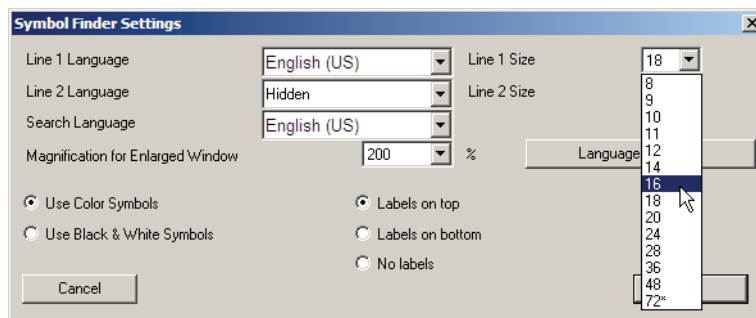 Symbol Finder Settings
Line 1 Language
English (US)
Line 1 Size
18
Line 2 Language
Hidden
Line 2 Size
Search Language
English (US)
Magnification for Enlarged Window
200
%
Language
8
9
10
11
12
14
16
18
20
24
28
36
48
72*
Use Color Symbols
Labels on top
Use Black & White Symbols
Labels on bottom
No labels
Cancel